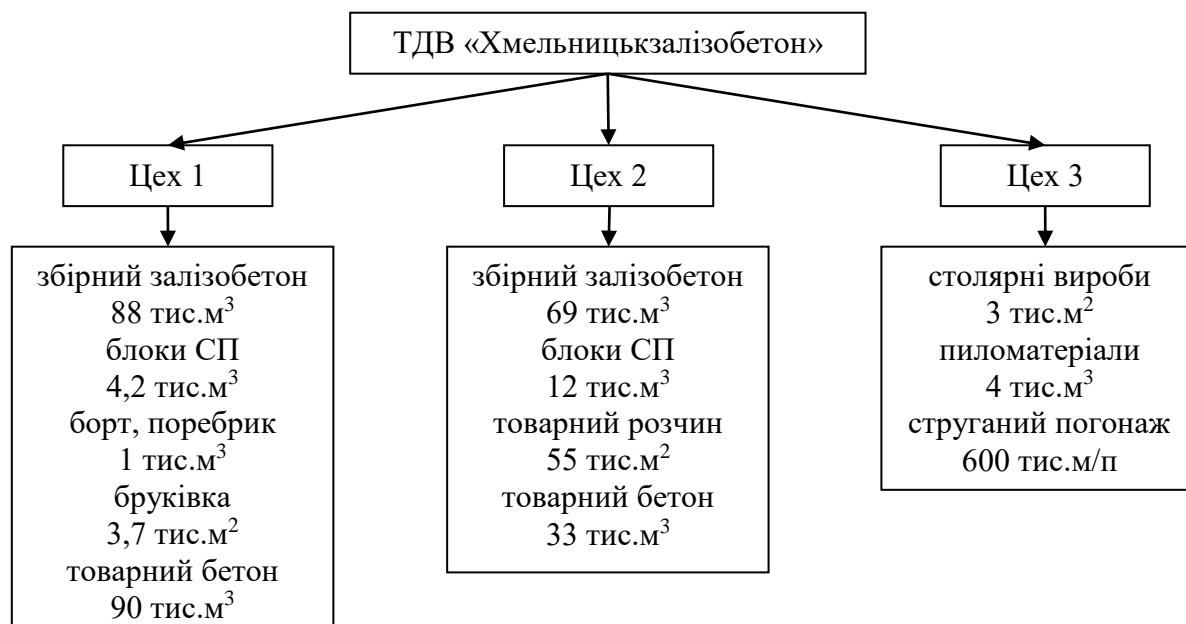 ТДВ «Хмельницькзалізобетон»
Цех 1
Цех 2
Цех 3
збірний залізобетон
88 тис.м³
блоки СП
4,2 тис.м³
борт, поребрик
1 тис.м³
бруківка
3,7 тис.м²
товарний бетон
90 тис.м³
збірний залізобетон
69 тис.м³
блоки СП
12 тис.м³
товарний розчин
55 тис.м²
товарний бетон
33 тис.м³
столярні вироби
3 тис.м²
пиломатеріали
4 тис.м³
струганий погонаж
600 тис.м/п